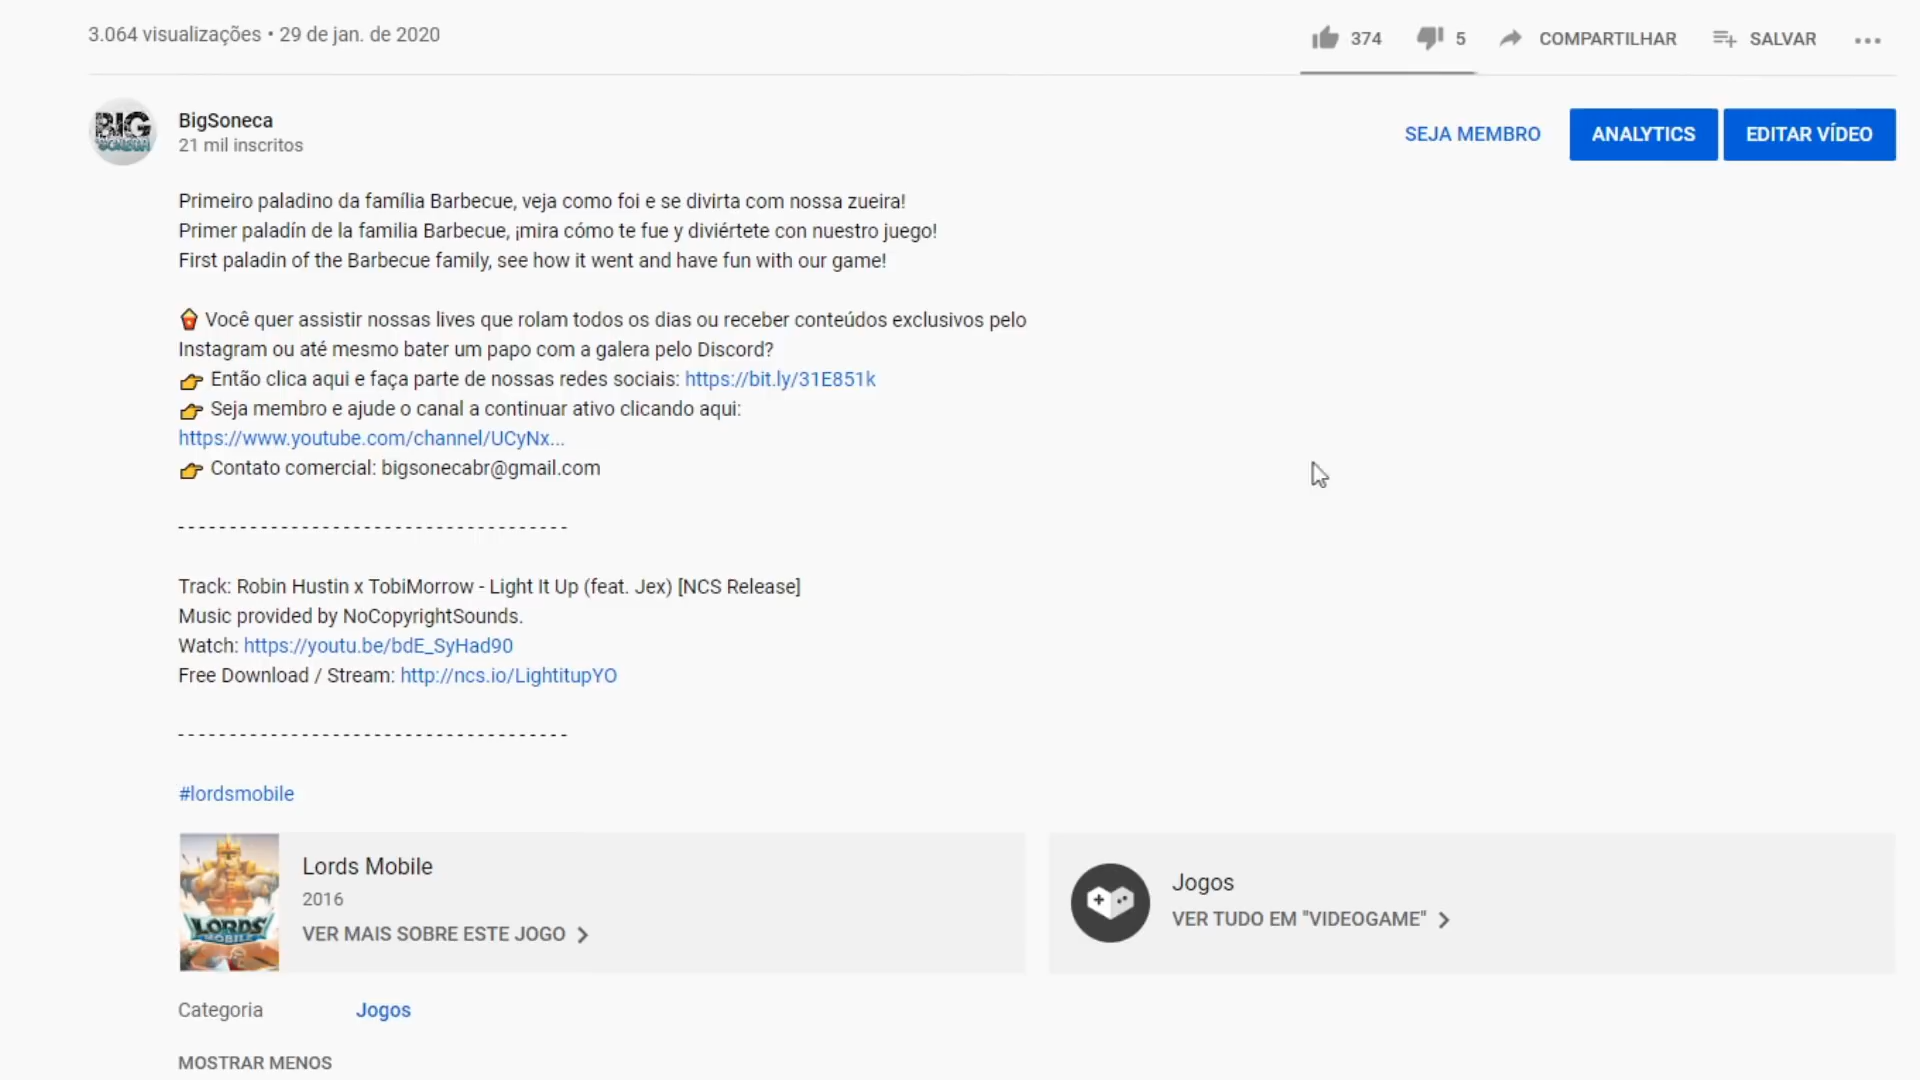 3.064 visualizações • 29 de jan. de 2020
374
5
COMPARTILHAR
SALVAR
BIG
SONECA
BigSoneca
21 mil inscritos
SEJA MEMBRO
ANALYTICS
EDITAR VÍDEO
Primeiro paladino da família Barbecue, veja como foi e se divirta com nossa zueira!
Primer paladín de la familia Barbecue, ¡mira cómo te fue y diviértete con nuestro juego!
First paladin of the Barbecue family, see how it went and have fun with our game!
Você quer assistir nossas lives que rolam todos os dias ou receber conteúdos exclusivos pelo
Instagram ou até mesmo bater um papo com a galera pelo Discord?
Então clica aqui e faça parte de nossas redes sociais: https://bit.ly/31E851k
Seja membro e ajude o canal a continuar ativo clicando aqui:
https://www.youtube.com/channel/UCyNx...
Contato comercial: bigsonecabr@gmail.com
- - - - - - - - - - - - - - - - - - - - - - - - - - - - - - - - - - - - - -
Track: Robin Hustin x TobiMorrow - Light It Up (feat. Jex) [NCS Release]
Music provided by NoCopyrightSounds.
Watch: https://youtu.be/bdE_SyHad90
Free Download / Stream: http://ncs.io/LightitupYO
- - - - - - - - - - - - - - - - - - - - - - - - - - - - - - - - - - - - - -
#lordsmobile
LORDS
MOBILE
Lords Mobile
2016
VER MAIS SOBRE ESTE JOGO
Jogos
VER TUDO EM "VIDEOGAME"
Categoria
Jogos
MOSTRAR MENOS